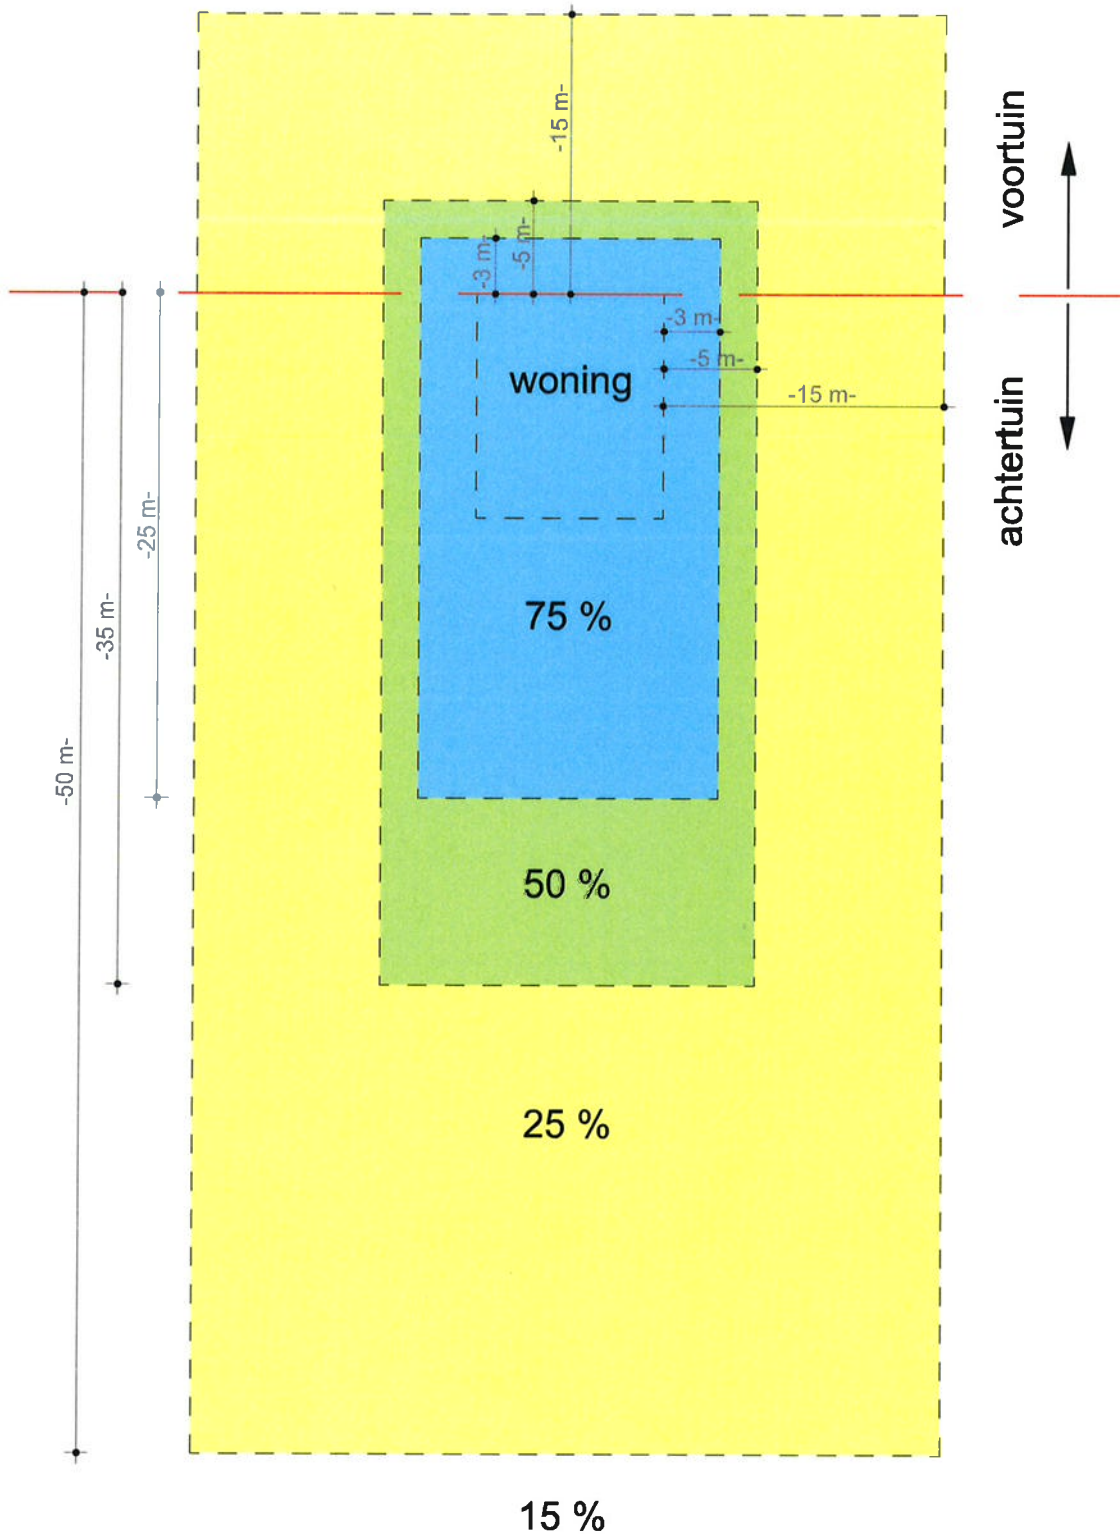 -15 m-
voortuin
-3 m-
-5 m-
-3 m-
-5 m-
-15 m-
woning
achtertuin
-25 m-
-35 m-
-50 m-
75 %
50 %
25 %
15 %